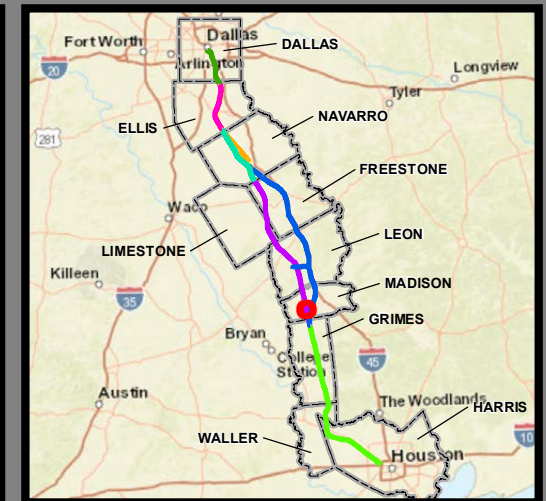 Dallas
DALLAS
Fort Worth
Arlington
20
Longview
Tyler
ELLIS
NAVARRO
281
FREESTONE
Waco
LEON
LIMESTONE
Killeen
MADISON
35
GRIMES
Bryan
College
Station
45
Austin
The Woodlands
HARRIS
WALLER
10
Houston